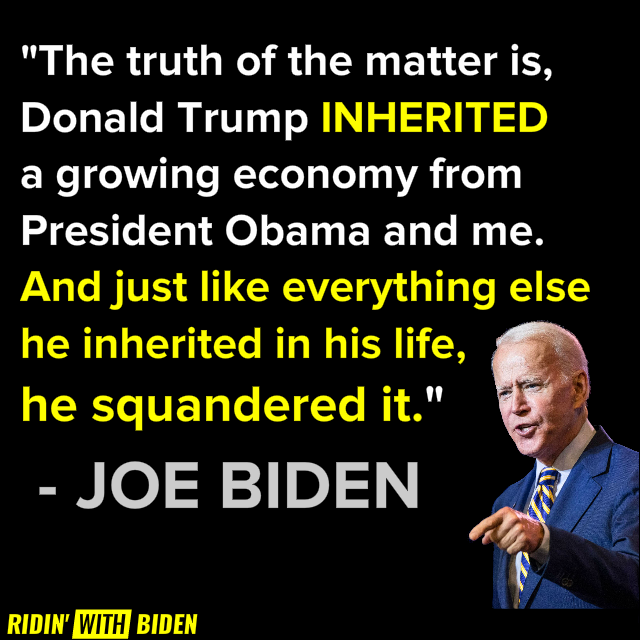 "The truth of the matter is,
Donald Trump INHERITED
a growing economy from
President Obama and me.
And just like everything else
he inherited in his life,
he squandered it."
- JOE BIDEN
RIDIN' WITH BIDEN